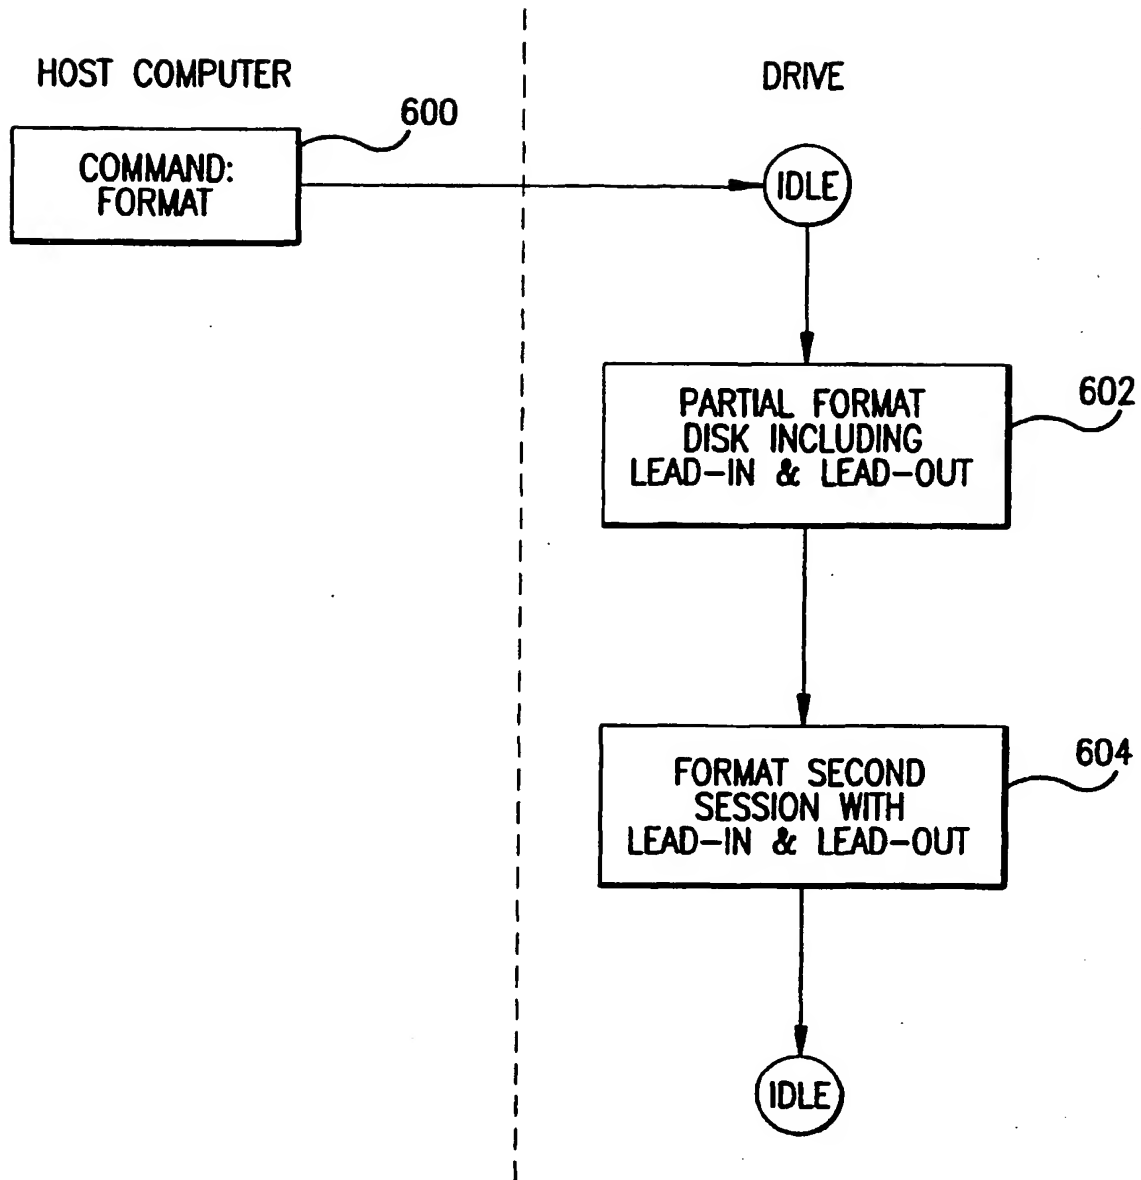 HOST COMPUTER
DRIVE
600
COMMAND:
FORMAT
IDLE
602
PARTIAL FORMAT
DISK INCLUDING
LEAD-IN & LEAD-OUT
604
FORMAT SECOND
SESSION WITH
LEAD-IN & LEAD-OUT
IDLE